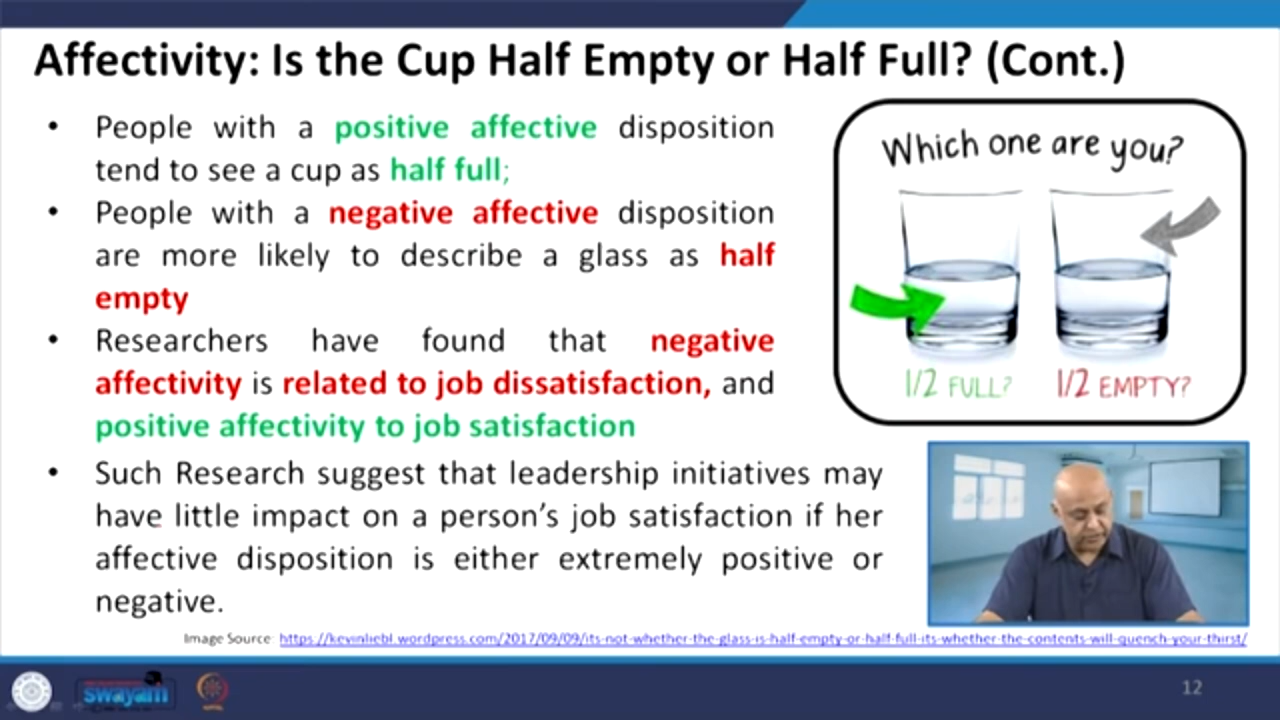 Affectivity: Is the Cup Half Empty or Half Full? (Cont.)
• People with a positive affective disposition
tend to see a cup as half full;
• People with a negative affective disposition
are more likely to describe a glass as half
empty
• Researchers have found that negative
affectivity is related to job dissatisfaction, and
positive affectivity to job satisfaction
• Such Research suggest that leadership initiatives may
have little impact on a person's job satisfaction if her
affective disposition is either extremely positive or
negative.
Which one are you?
1/2 FULL?
1/2 EMPTY?
Image Source: https://kevinliebl.wordpress.com/2017/09/09/its-not-whether-the-glass-is-half-empty-or-half-full-its-whether-the-contents-will-quench-your-thirst/
swayam
12